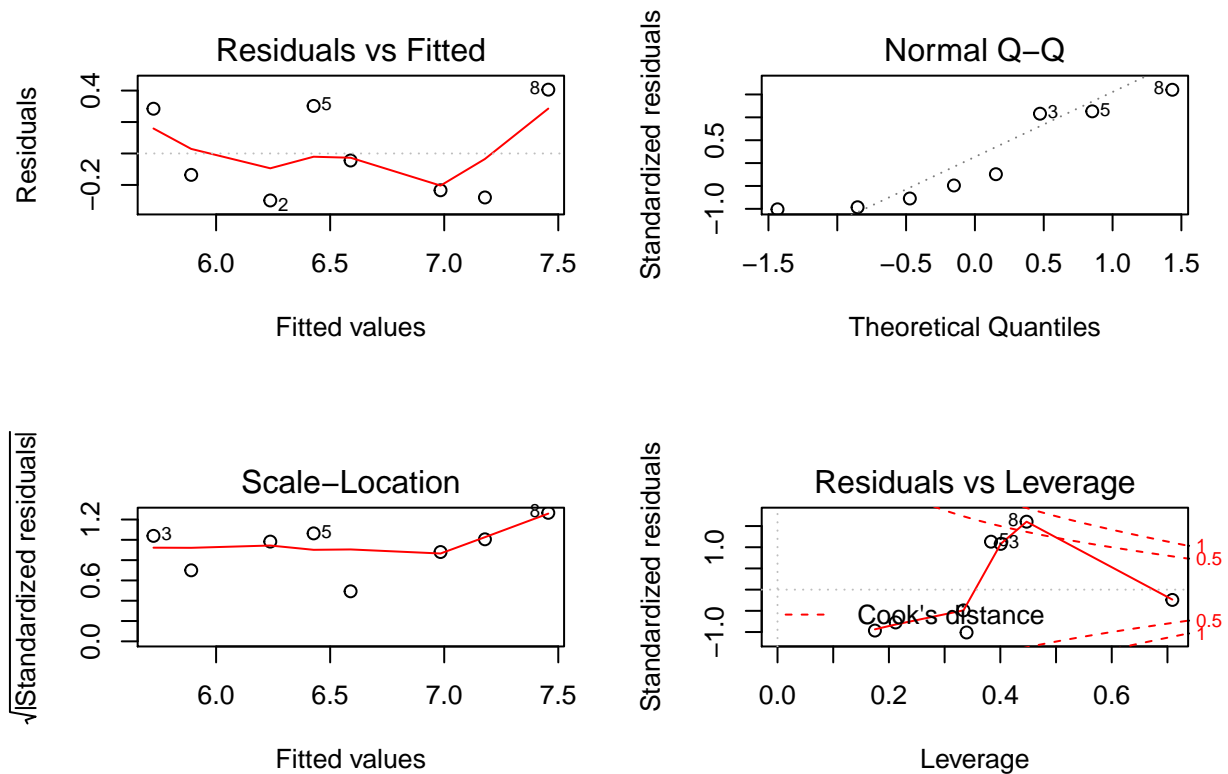 Residuals vs Fitted
Residuals
0.4
−0.2
5
8
2
6.0 6.5 7.0 7.5
Fitted values
Normal Q−Q
Standardized residuals
0.5
−1.0
3
5
8
−1.5 −0.5 0.0 0.5 1.0 1.5
Theoretical Quantiles
Scale−Location
√|Standardized residuals|
1.2
0.6
0.0
3
5
8
6.0 6.5 7.0 7.5
Fitted values
Residuals vs Leverage
Standardized residuals
1.0
−1.0
8
5
3
1
0.5
0.5
1
Cook's distance
0.0 0.2 0.4 0.6
Leverage